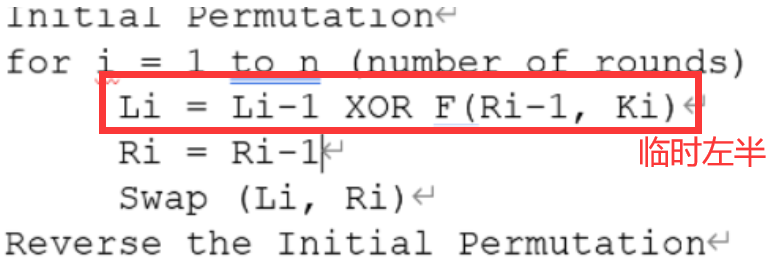 Initial Permutation
for i = 1 to n (number of rounds)
Li = Li-1 XOR F(Ri-1, Ki)
Ri = Ri-1
临时左半
Swap (Li, Ri)
Reverse the Initial Permutation